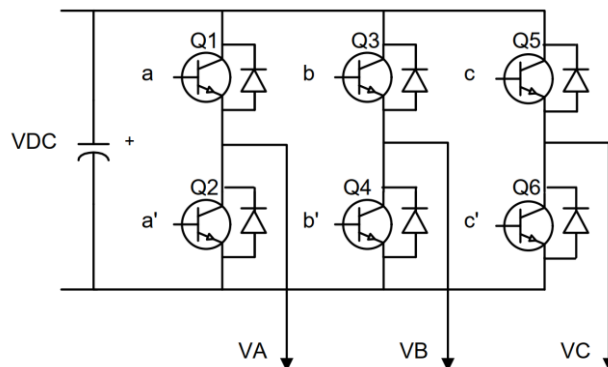 Q1 Q3 Q5
a b c
VDC +
Q2 Q4 Q6
a' b' c'
VA VB VC